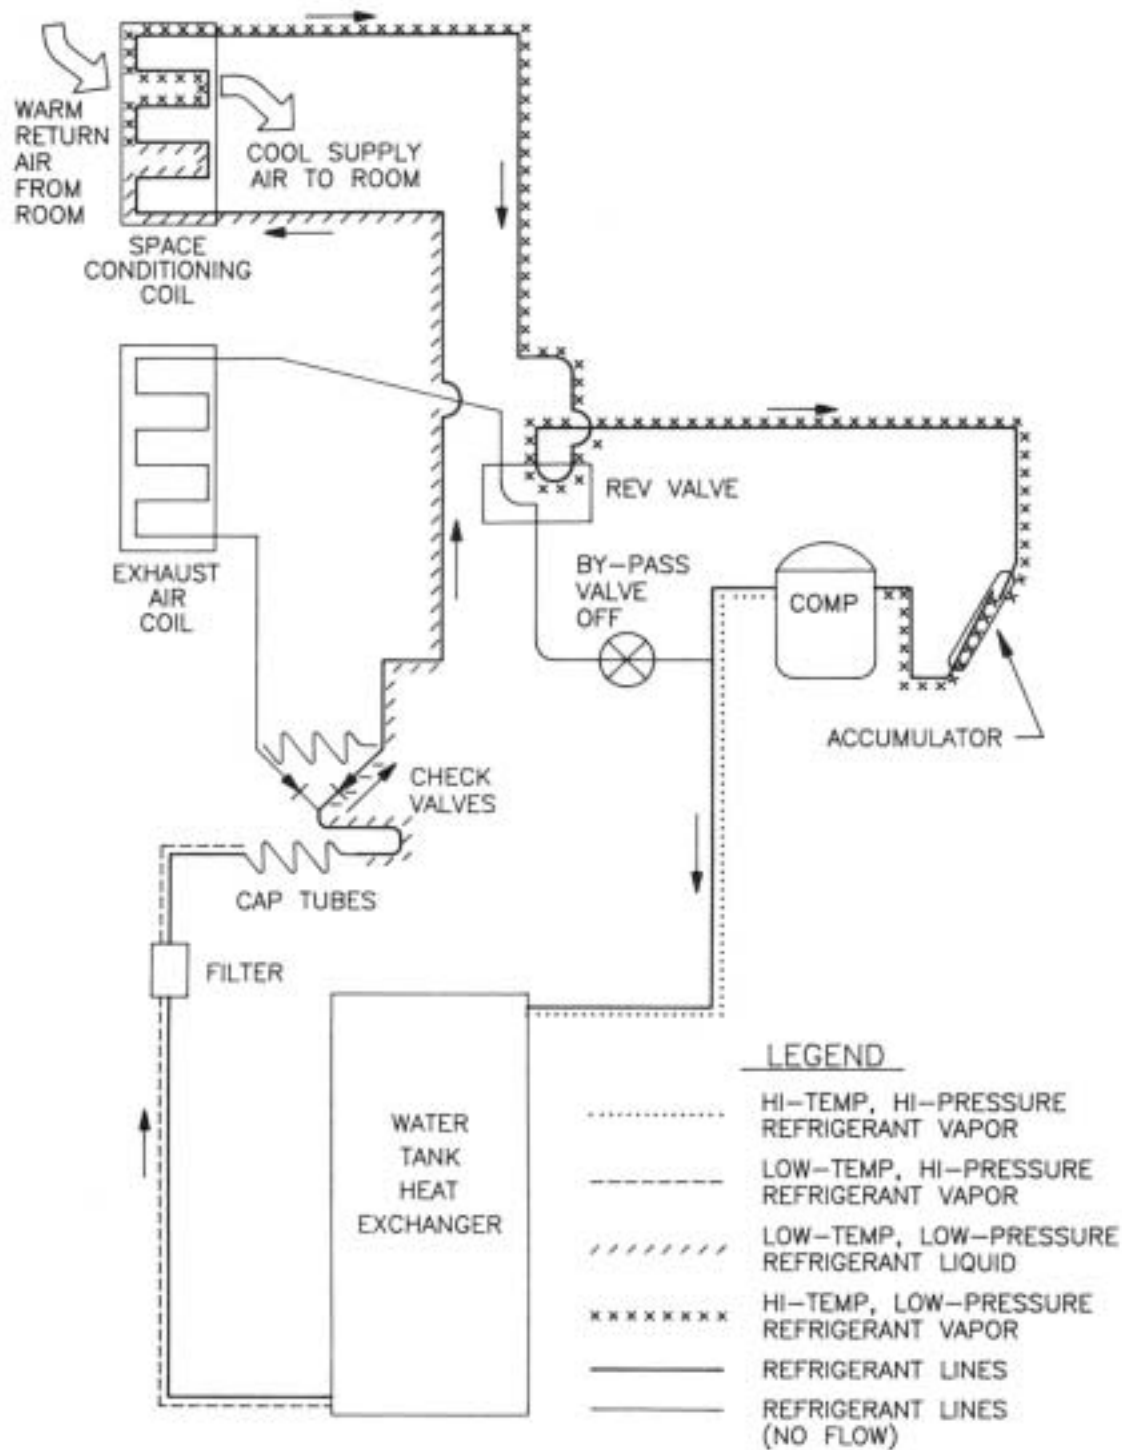 WARM
RETURN
AIR
FROM
ROOM
COOL SUPPLY
AIR TO ROOM
SPACE
CONDITIONING
COIL
EXHAUST
AIR
COIL
REV VALVE
BY-PASS
VALVE
OFF
COMP
ACCUMULATOR
CHECK
VALVES
CAP TUBES
FILTER
WATER
TANK
HEAT
EXCHANGER
LEGEND
HI-TEMP, HI-PRESSURE
REFRIGERANT VAPOR
LOW-TEMP, HI-PRESSURE
REFRIGERANT VAPOR
LOW-TEMP, LOW-PRESSURE
REFRIGERANT LIQUID
HI-TEMP, LOW-PRESSURE
REFRIGERANT VAPOR
REFRIGERANT LINES
REFRIGERANT LINES
(NO FLOW)